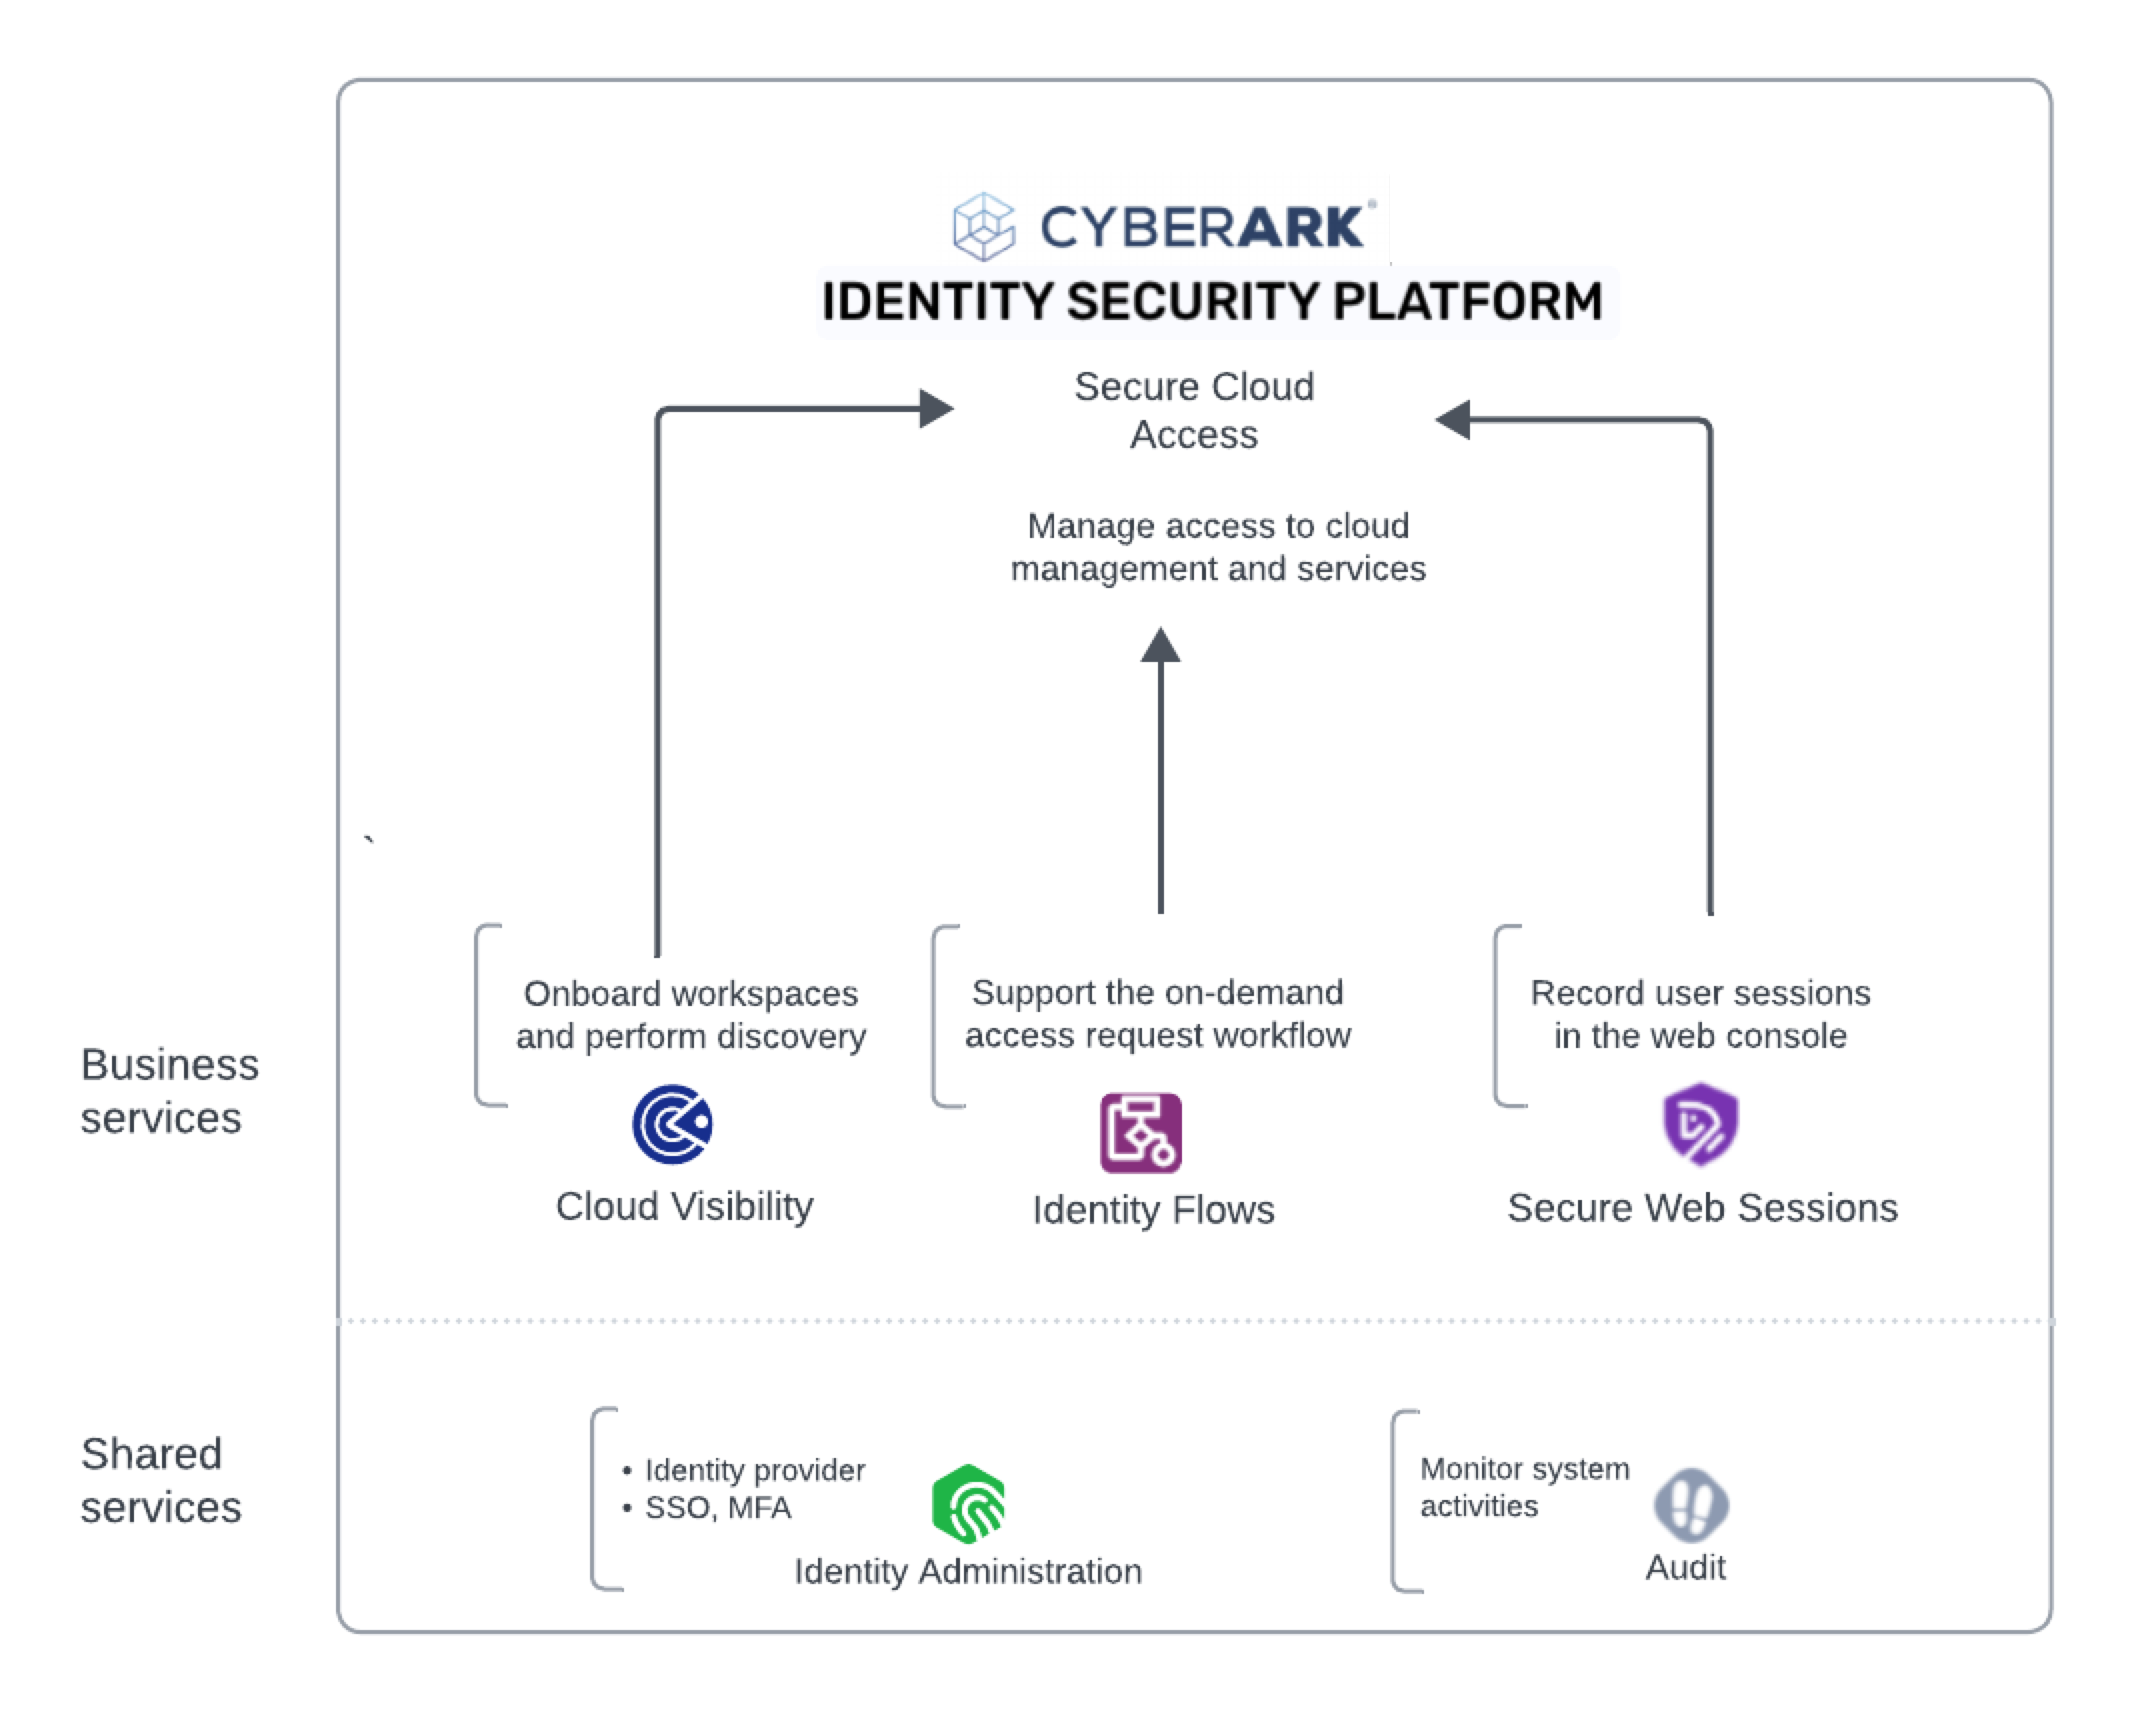 CYBERARK®
IDENTITY SECURITY PLATFORM
Secure Cloud
Access
Manage access to cloud
management and services
`
Business
services
Onboard workspaces
and perform discovery
Cloud Visibility
Support the on-demand
access request workflow
Identity Flows
Record user sessions
in the web console
Secure Web Sessions
Shared
services
• Identity provider
• SSO, MFA
Identity Administration
Monitor system
activities
Audit